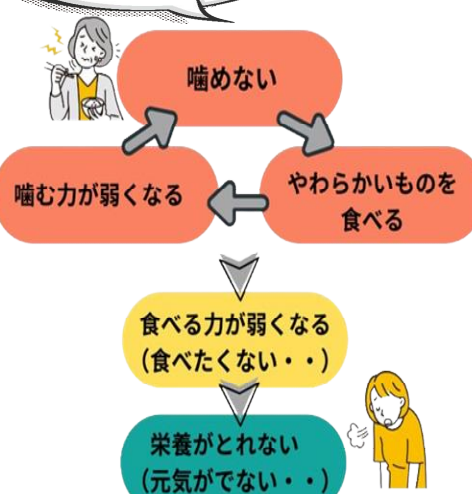 噛めない
やわらかいものを
食べる
噛む力が弱くなる
食べる力が弱くなる
(食べたくない・・)
栄養がとれない
(元気がでない・・)